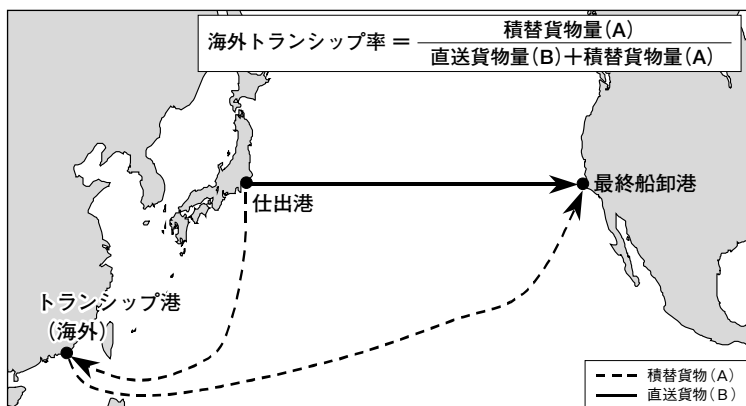 海外トランシップ率＝
積替貨物量(A)
直送貨物量(B)＋積替貨物量(A)
最終船卸港
仕出港
トランシップ港
(海外)
積替貨物(A)
直送貨物(B)